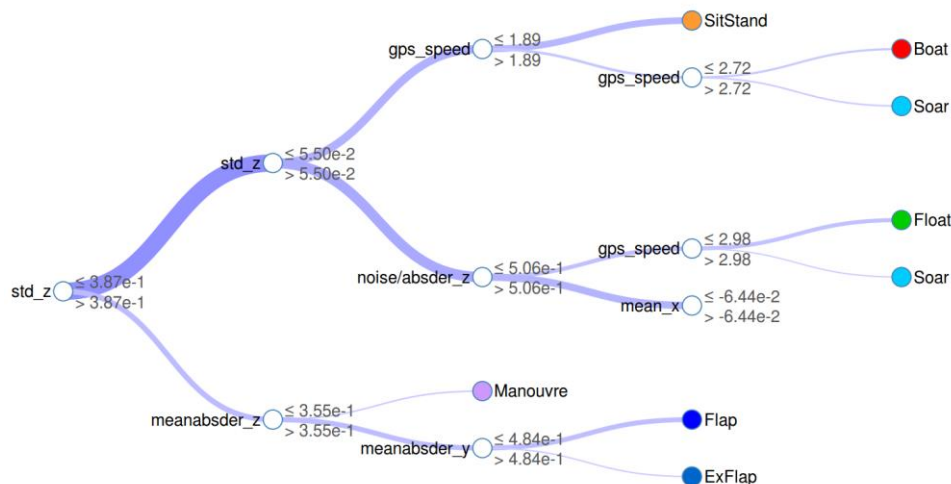 SitStand
gps_speed
≤ 1.89
> 1.89
Boat
gps_speed
≤ 2.72
> 2.72
Soar
std_z
≤ 5.50e-2
> 5.50e-2
Float
gps_speed
≤ 2.98
> 2.98
Soar
noise/absder_z
≤ 5.06e-1
> 5.06e-1
mean_x
≤ -6.44e-2
> -6.44e-2
std_z
≤ 3.87e-1
> 3.87e-1
Manouvre
meanabsder_z
≤ 3.55e-1
> 3.55e-1
Flap
meanabsder_y
≤ 4.84e-1
> 4.84e-1
ExFlap